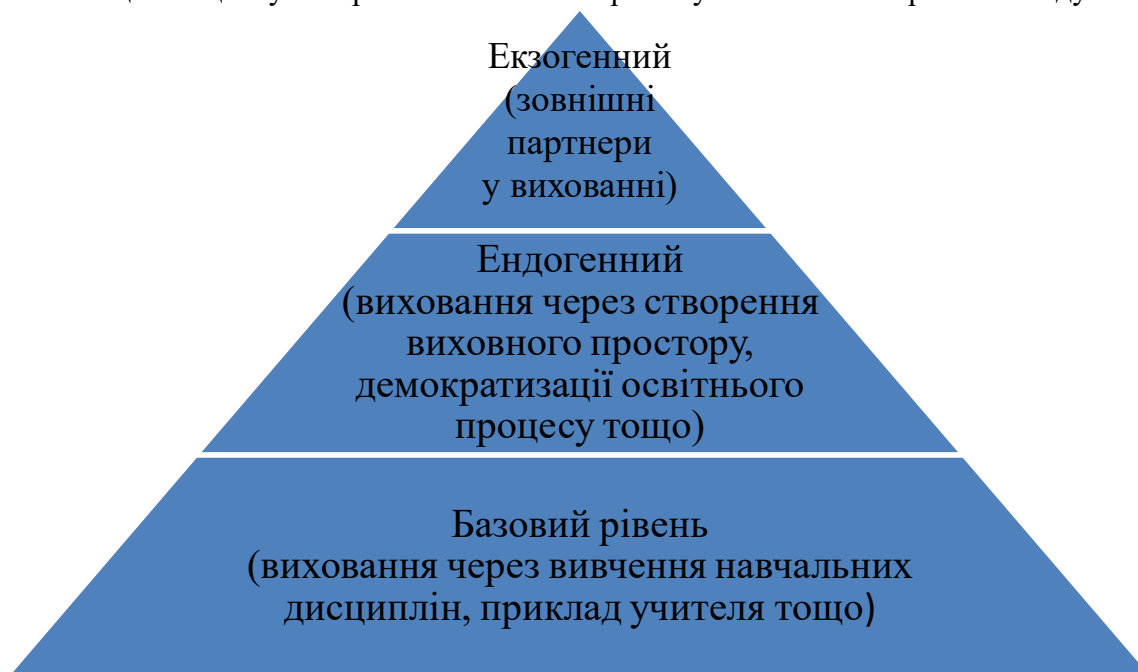 Екзогенний
(зовнішні
партнери
у вихованні)
Ендогенний
(виховання через створення
виховного простору,
демократизації освітнього
процесу тощо)
Базовий рівень
(виховання через вивчення навчальних
дисциплін, приклад учителя тощо)